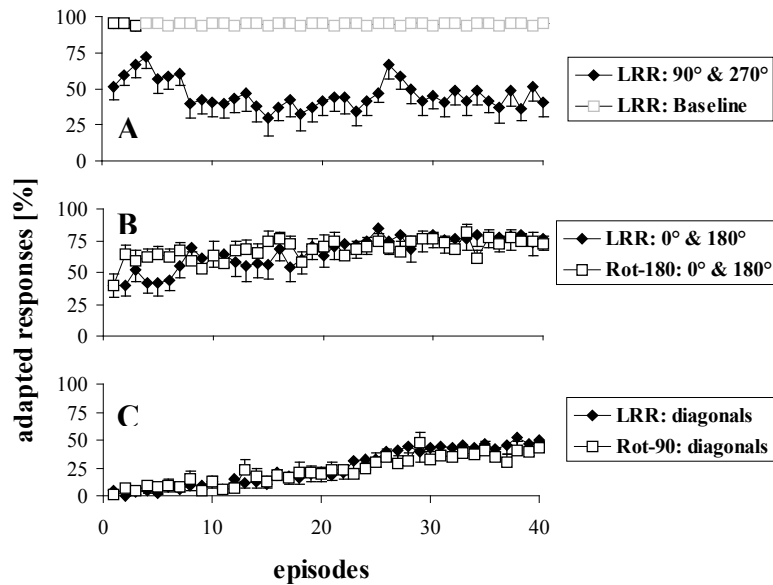 100
75
50
25
0
A
LRR: 90° & 270°
LRR: Baseline
adapted responses [%]
100
75
50
25
0
B
LRR: 0° & 180°
Rot-180: 0° & 180°
100
75
50
25
0
C
LRR: diagonals
Rot-90: diagonals
0 10 20 30 40
episodes